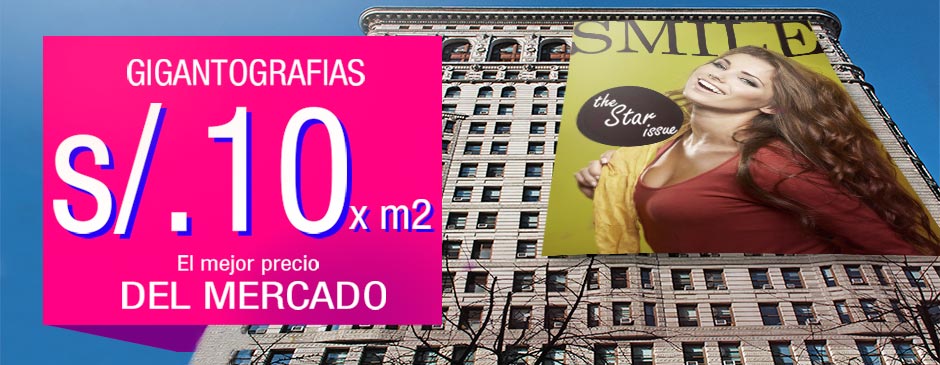 GIGANTOGRAFIAS
s/.10 x m2
El mejor precio
DEL MERCADO
SMILE
the
Star
issue